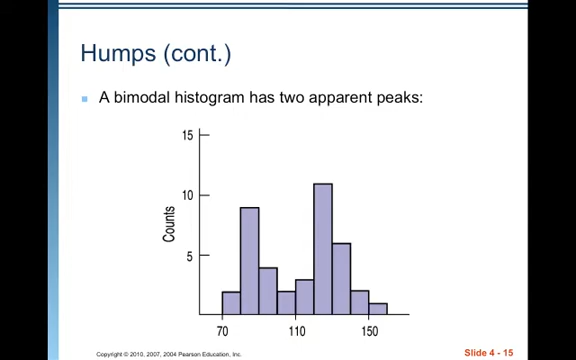 Humps (cont.)
A bimodal histogram has two apparent peaks:
15
10
5
Counts
70 110 150
Copyright © 2010, 2007, 2004 Pearson Education, Inc.
Slide 4 - 15